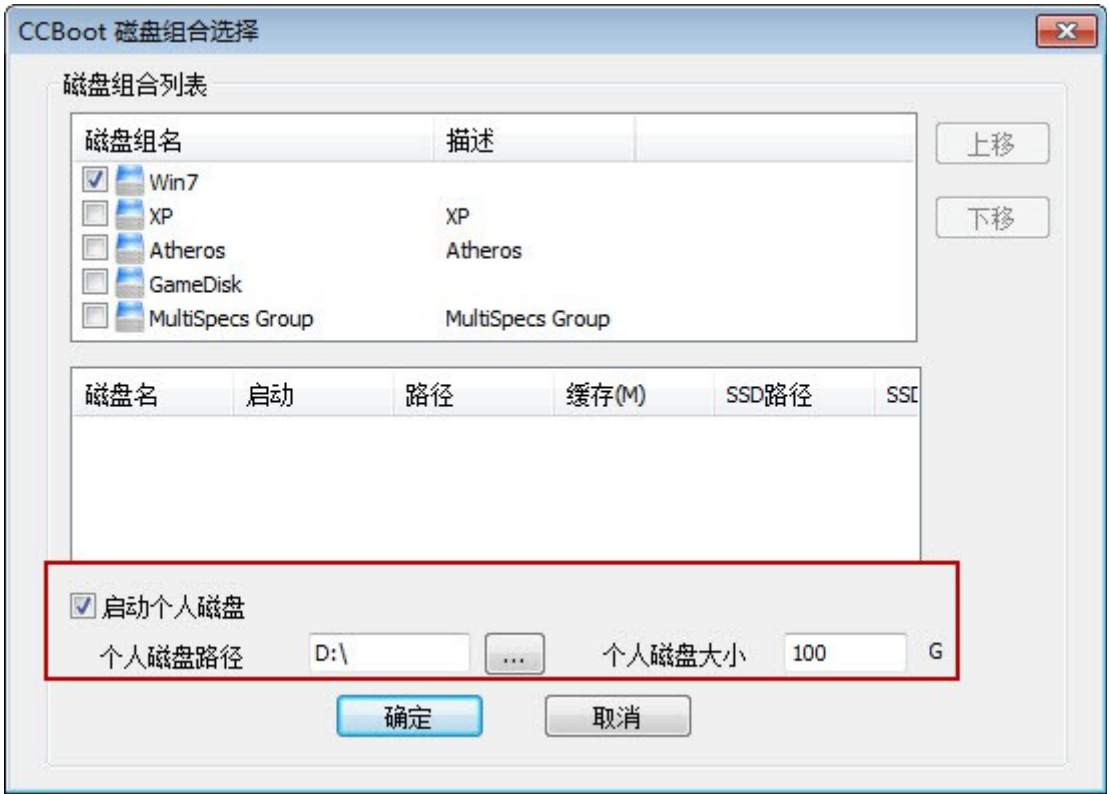 CCBoot 磁盘组合选择
磁盘组合列表
磁盘组名 描述
Win7
XP XP
Atheros Atheros
GameDisk
MultiSpecs Group MultiSpecs Group
上移
下移
磁盘名 启动 路径 缓存(M) SSD路径 SSD
启动个人磁盘
个人磁盘路径 D:\ ... 个人磁盘大小 100 G
确定 取消